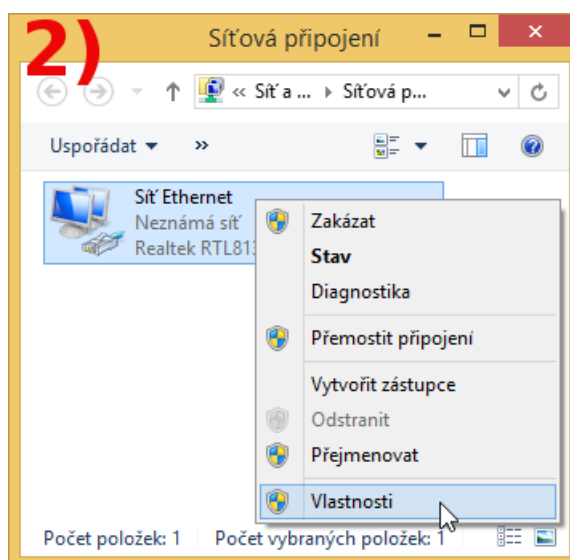 2)
Síťová připojení
« Síť a ... ▸ Síťová p...
Uspořádat ▾ »
Síť Ethernet
Neznámá síť
Realtek RTL81
Zakázat
Stav
Diagnostika
Přemostit připojení
Vytvořit zástupce
Odstranit
Přejmenovat
Vlastnosti
Počet položek: 1 Počet vybraných položek: 1